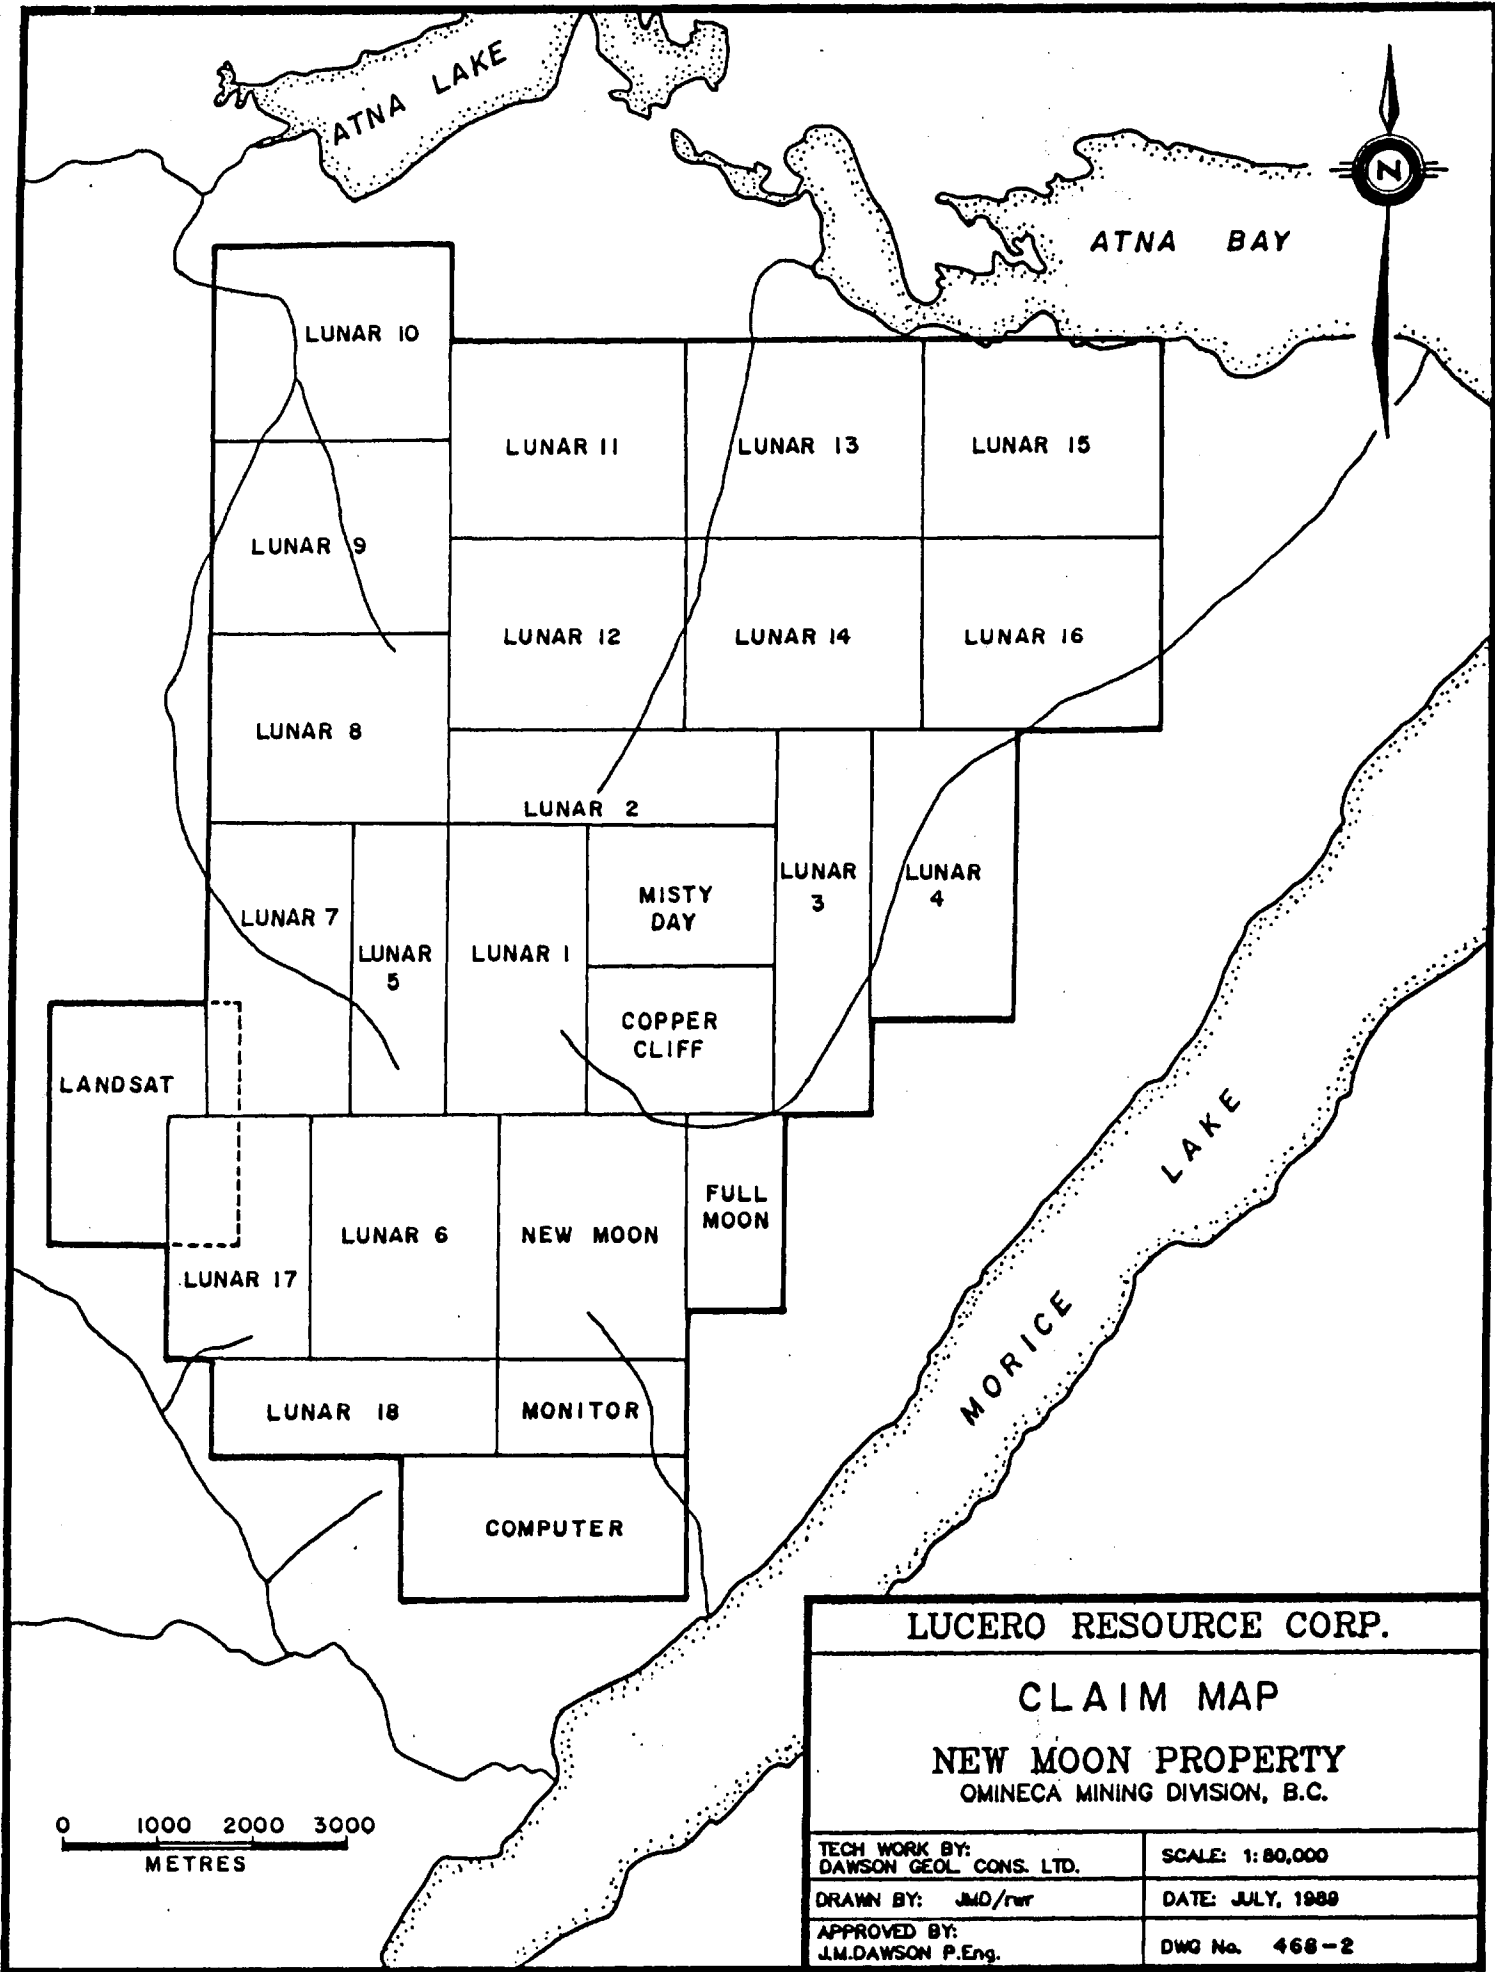 ATNA LAKE
N
ATNA BAY
LUNAR 10
LUNAR 11
LUNAR 13
LUNAR 15
LUNAR 9
LUNAR 12
LUNAR 14
LUNAR 16
LUNAR 8
LUNAR 2
LUNAR
3
LUNAR
4
MISTY
DAY
LUNAR 7
LUNAR
5
LUNAR 1
COPPER
CLIFF
LANDSAT
FULL
MOON
LUNAR 6
NEW MOON
LUNAR 17
MORICE LAKE
LUNAR 18
MONITOR
COMPUTER
0 1000 2000 3000
METRES
LUCERO RESOURCE CORP.
CLAIM MAP
NEW MOON PROPERTY
OMINECA MINING DIVISION, B.C.
TECH WORK BY:
DAWSON GEOL. CONS. LTD.
SCALE: 1:80,000
DRAWN BY: JMD/rwr
DATE: JULY, 1989
APPROVED BY:
J.M.DAWSON P.Eng.
DWG No. 468-2